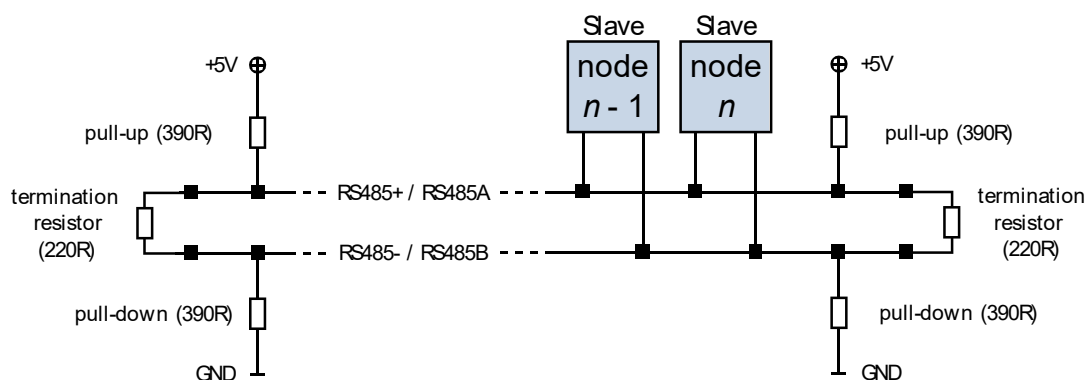 Slave
Slave
node
n - 1
node
n
+5V
+5V
pull-up (390R)
pull-up (390R)
termination
resistor
(220R)
RS485+ / RS485A
termination
resistor
(220R)
RS485- / RS485B
pull-down (390R)
pull-down (390R)
GND
GND